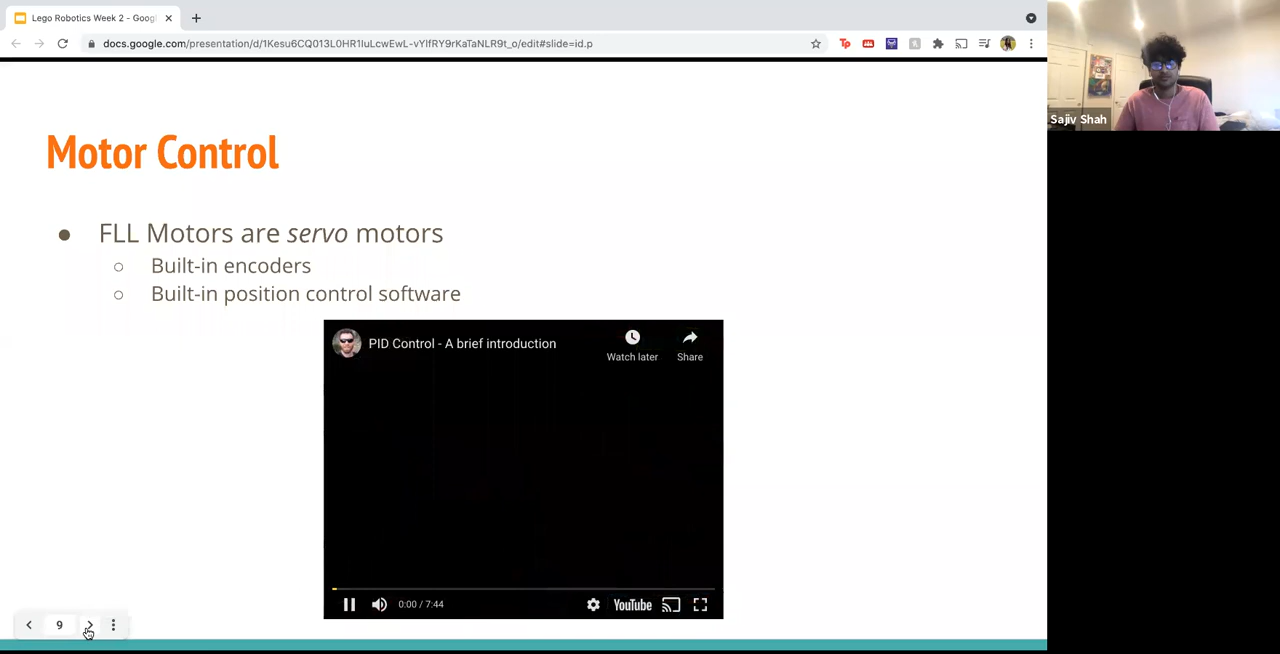 Lego Robotics Week 2 - Goog
docs.google.com/presentation/d/1Kesu6CQ013L0HR1IuLcwEwL-vYlfRY9rKaTaNLR9t_o/edit#slide=id.p
Sajiv Shah
Motor Control
● FLL Motors are servo motors
○ Built-in encoders
○ Built-in position control software
PID Control - A brief introduction
Watch later
Share
0:00 / 7:44
YouTube
9